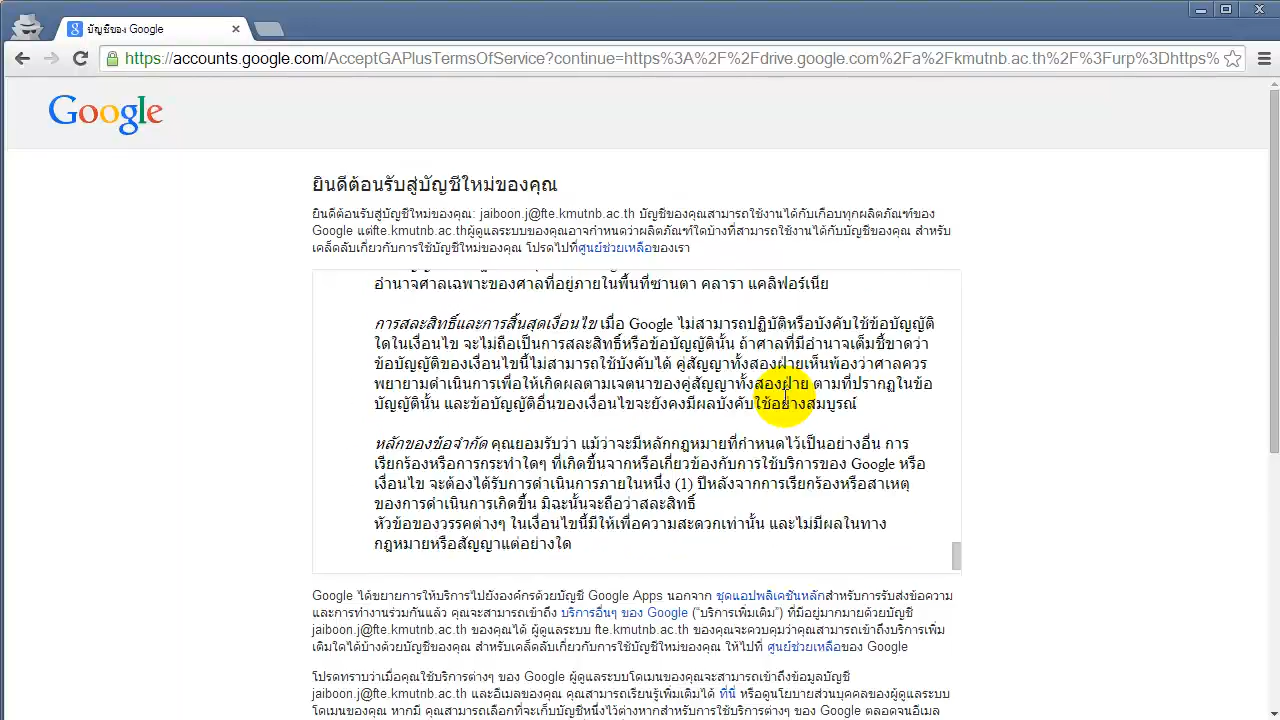 บัญชีของ Google
https://accounts.google.com/AcceptGAPlusTermsOfService?continue=https%3A%2F%2Fdrive.google.com%2Fa%2Fkmutnb.ac.th%2F%3Furp%3Dhttps%
Google
ยินดีต้อนรับสู่บัญชีใหม่ของคุณ
ยินดีต้อนรับสู่บัญชีใหม่ของคุณ: jaiboon.j@fte.kmutnb.ac.th บัญชีของคุณสามารถใช้งานได้กับเกือบทุกผลิตภัณฑ์ของ
Google แต่fte.kmutnb.ac.thผู้ดูแลระบบของคุณอาจกำหนดว่าผลิตภัณฑ์ใดบ้างที่สามารถใช้งานได้กับบัญชีของคุณ สำหรับ
เคล็ดลับเกี่ยวกับการใช้บัญชีใหม่ของคุณ โปรดไปที่ศูนย์ช่วยเหลือของเรา
อำนาจศาลเฉพาะของศาลที่อยู่ภายในพื้นที่ซานตา คลารา แคลิฟอร์เนีย
การสละสิทธิ์และการสิ้นสุดเงื่อนไข เมื่อ Google ไม่สามารถปฏิบัติหรือบังคับใช้ข้อบัญญัติ
ใดในเงื่อนไข จะไม่ถือเป็นการสละสิทธิ์หรือข้อบัญญัตินั้น ถ้าศาลที่มีอำนาจเต็มชี้ขาดว่า
ข้อบัญญัติของเงื่อนไขนี้ไม่สามารถใช้บังคับได้ คู่สัญญาทั้งสองฝ่ายเห็นพ้องว่าศาลควร
พยายามดำเนินการเพื่อให้เกิดผลตามเจตนาของคู่สัญญาทั้งสองฝ่าย ตามที่ปรากฏในข้อ
บัญญัตินั้น และข้อบัญญัติอื่นของเงื่อนไขจะยังคงมีผลบังคับใช้อย่างสมบูรณ์
หลักของข้อจำกัด คุณยอมรับว่า แม้ว่าจะมีหลักกฎหมายที่กำหนดไว้เป็นอย่างอื่น การ
เรียกร้องหรือการกระทำใดๆ ที่เกิดขึ้นจากหรือเกี่ยวข้องกับการใช้บริการของ Google หรือ
เงื่อนไข จะต้องได้รับการดำเนินการภายในหนึ่ง (1) ปีหลังจากการเรียกร้องหรือสาเหตุ
ของการดำเนินการเกิดขึ้น มิฉะนั้นจะถือว่าสละสิทธิ์
หัวข้อของวรรคต่างๆ ในเงื่อนไขนี้มีให้เพื่อความสะดวกเท่านั้น และไม่มีผลในทาง
กฎหมายหรือสัญญาแต่อย่างใด
Google ได้ขยายการให้บริการไปยังองค์กรด้วยบัญชี Google Apps นอกจาก ชุดแอปพลิเคชันหลักสำหรับการรับส่งข้อความ
และการทำงานร่วมกันแล้ว คุณจะสามารถเข้าถึง บริการอื่นๆ ของ Google ("บริการเพิ่มเติม") ที่มีอยู่มากมายด้วยบัญชี
jaiboon.j@fte.kmutnb.ac.th ของคุณได้ ผู้ดูแลระบบ fte.kmutnb.ac.th ของคุณจะควบคุมว่าคุณสามารถเข้าถึงบริการเพิ่ม
เติมใดได้บ้างด้วยบัญชีของคุณ สำหรับเคล็ดลับเกี่ยวกับการใช้บัญชีใหม่ของคุณ ให้ไปที่ ศูนย์ช่วยเหลือของ Google
โปรดทราบว่าเมื่อคุณใช้บริการต่างๆ ของ Google ผู้ดูแลระบบโดเมนของคุณจะสามารถเข้าถึงข้อมูลบัญชี
jaiboon.j@fte.kmutnb.ac.th และอีเมลของคุณ คุณสามารถเรียนรู้เพิ่มเติมได้ ที่นี่ หรือดูนโยบายส่วนบุคคลของผู้ดูแลระบบ
โดเมนของคุณ หากมี คุณสามารถเลือกที่จะเก็บบัญชีหนึ่งไว้ต่างหากสำหรับการใช้บริการต่างๆ ของ Google ตลอดจนอีเมล